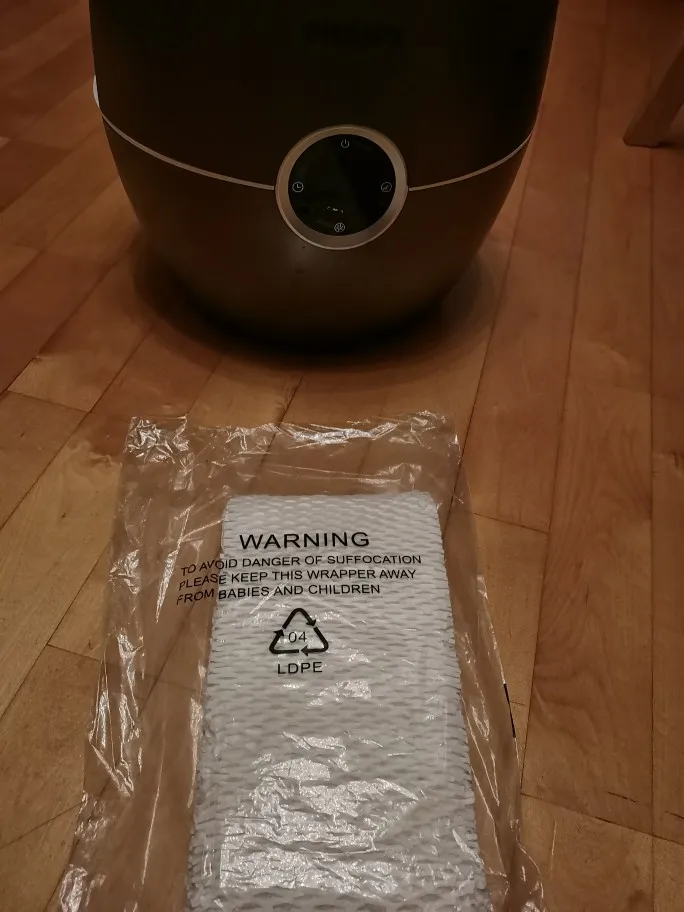 WARNING
TO AVOID DANGER OF SUFFOCATION
PLEASE KEEP THIS WRAPPER AWAY
FROM BABIES AND CHILDREN
04
LDPE